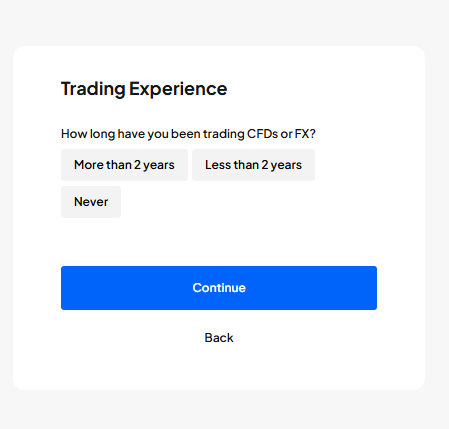 Trading Experience
How long have you been trading CFDs or FX?
More than 2 years Less than 2 years
Never
Continue
Back